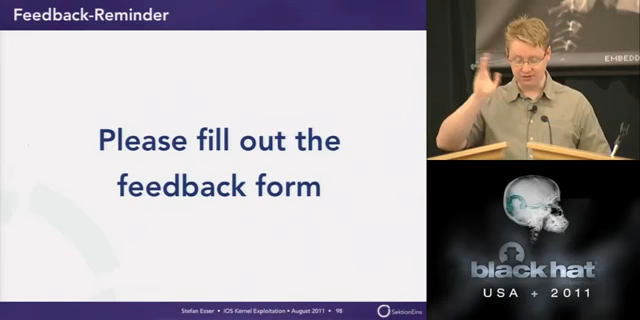 Feedback-Reminder
Please fill out the
feedback form
Stefan Esser • iOS Kernel Exploitation • August 2011 • 98
SektionEins
EMBEDD
black hat
USA + 2011